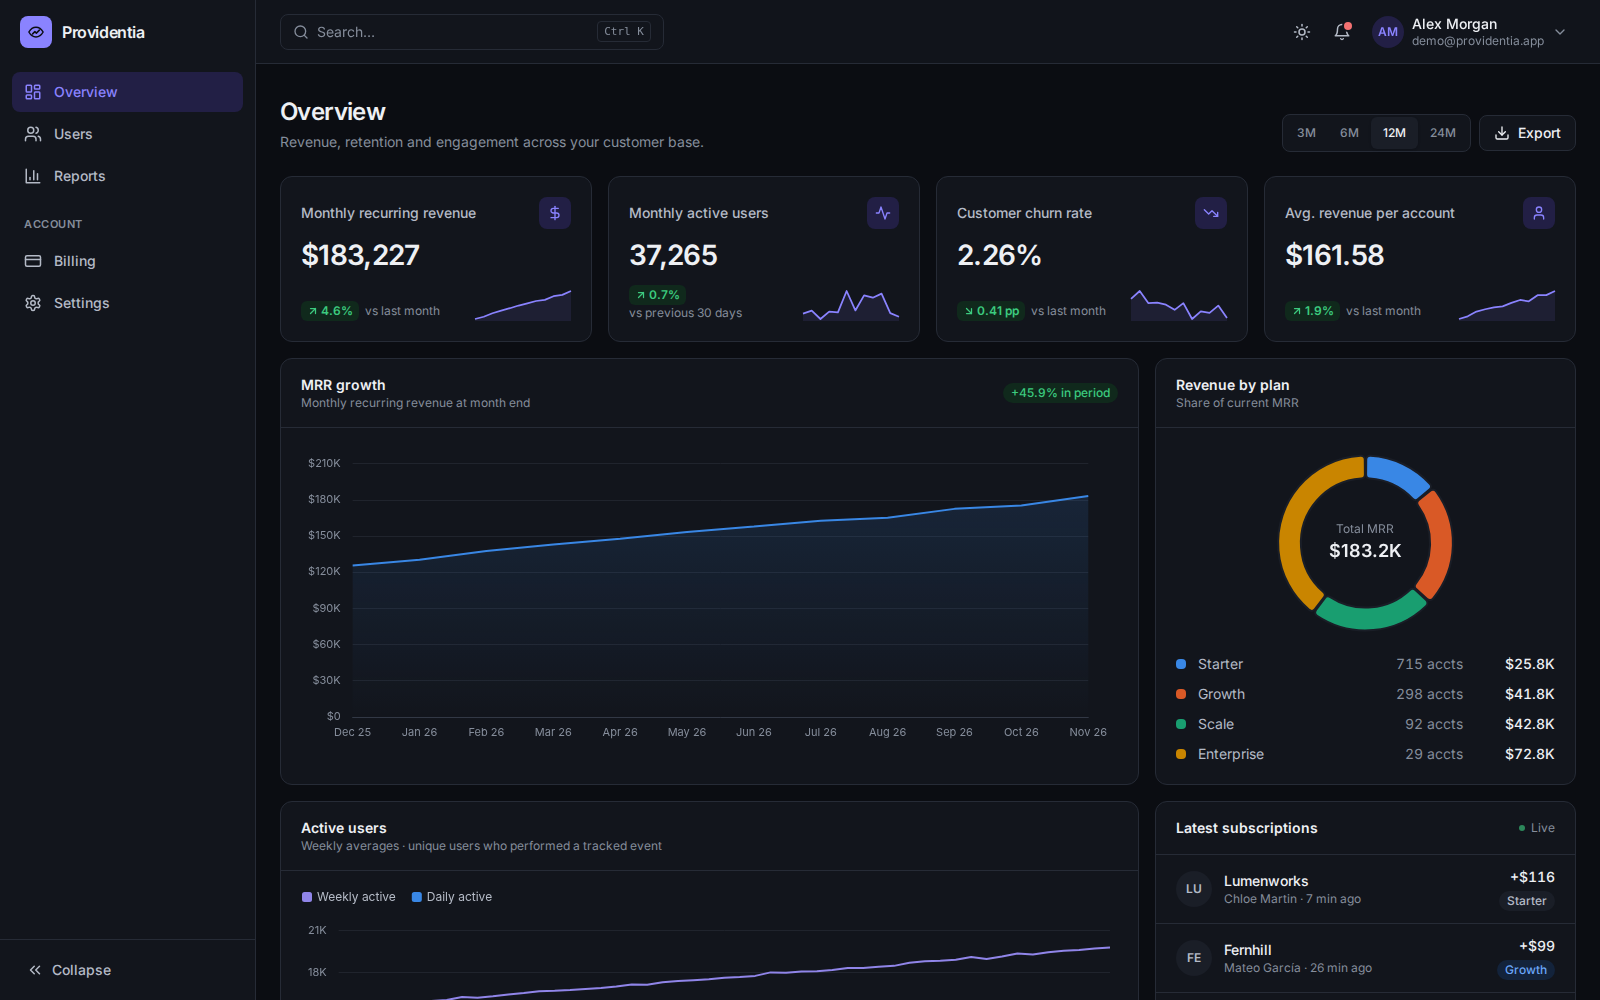 Providentia
Search...
Ctrl K
AM
Alex Morgan
demo@providentia.app
Overview
Users
Reports
ACCOUNT
Billing
Settings
Collapse
Overview
Revenue, retention and engagement across your customer base.
3M 6M 12M 24M
Export
Monthly recurring revenue
$183,227
4.6% vs last month
Monthly active users
37,265
0.7%
vs previous 30 days
Customer churn rate
2.26%
0.41 pp vs last month
Avg. revenue per account
$161.58
1.9% vs last month
MRR growth
Monthly recurring revenue at month end
+45.9% in period
$210K
$180K
$150K
$120K
$90K
$60K
$30K
$0
Dec 25 Jan 26 Feb 26 Mar 26 Apr 26 May 26 Jun 26 Jul 26 Aug 26 Sep 26 Oct 26 Nov 26
Revenue by plan
Share of current MRR
Total MRR
$183.2K
Starter 715 accts $25.8K
Growth 298 accts $41.8K
Scale 92 accts $42.8K
Enterprise 29 accts $72.8K
Active users
Weekly averages · unique users who performed a tracked event
Weekly active Daily active
21K
18K
Latest subscriptions
Live
LU
Lumenworks
Chloe Martin · 7 min ago
+$116
Starter
FE
Fernhill
Mateo García · 26 min ago
+$99
Growth